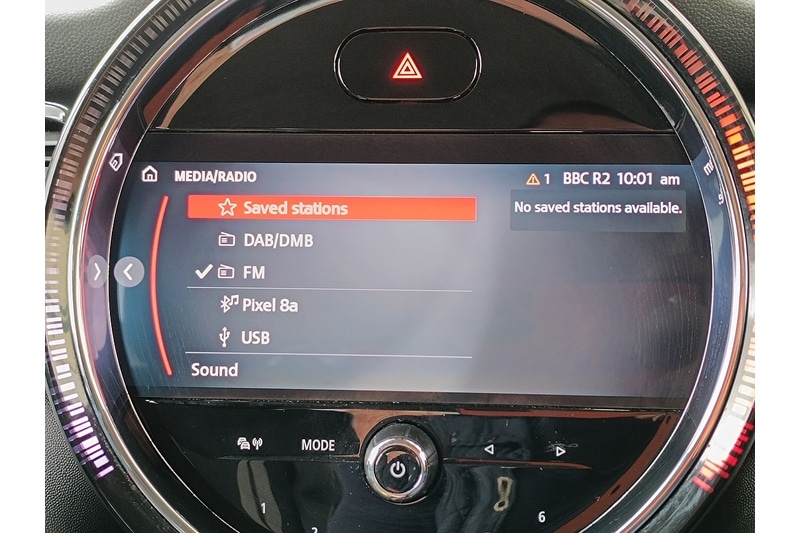 MEDIA/RADIO
1 BBC R2 10:01 am
Saved stations
No saved stations available.
DAB/DMB
FM
Pixel 8a
USB
Sound
MODE
1
2
6